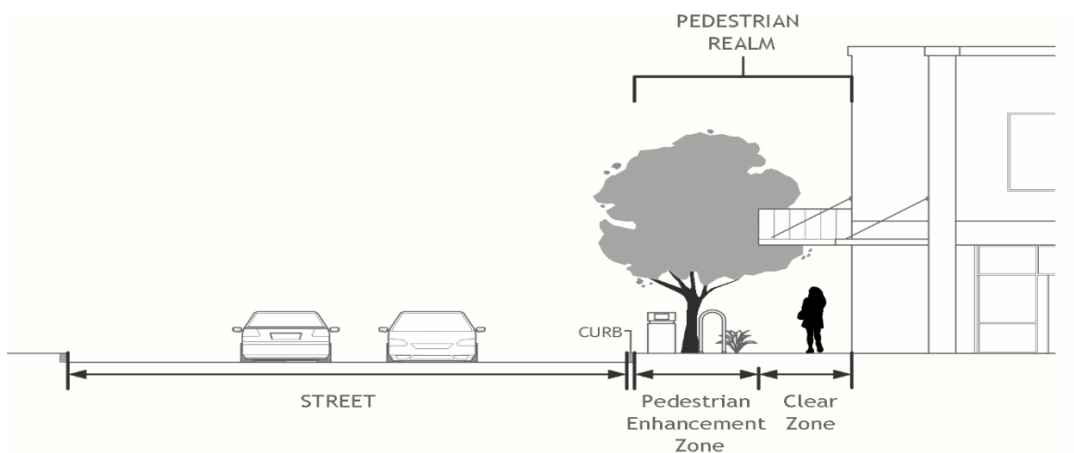 PEDESTRIAN
REALM
CURB
STREET
Pedestrian
Enhancement
Zone
Clear
Zone